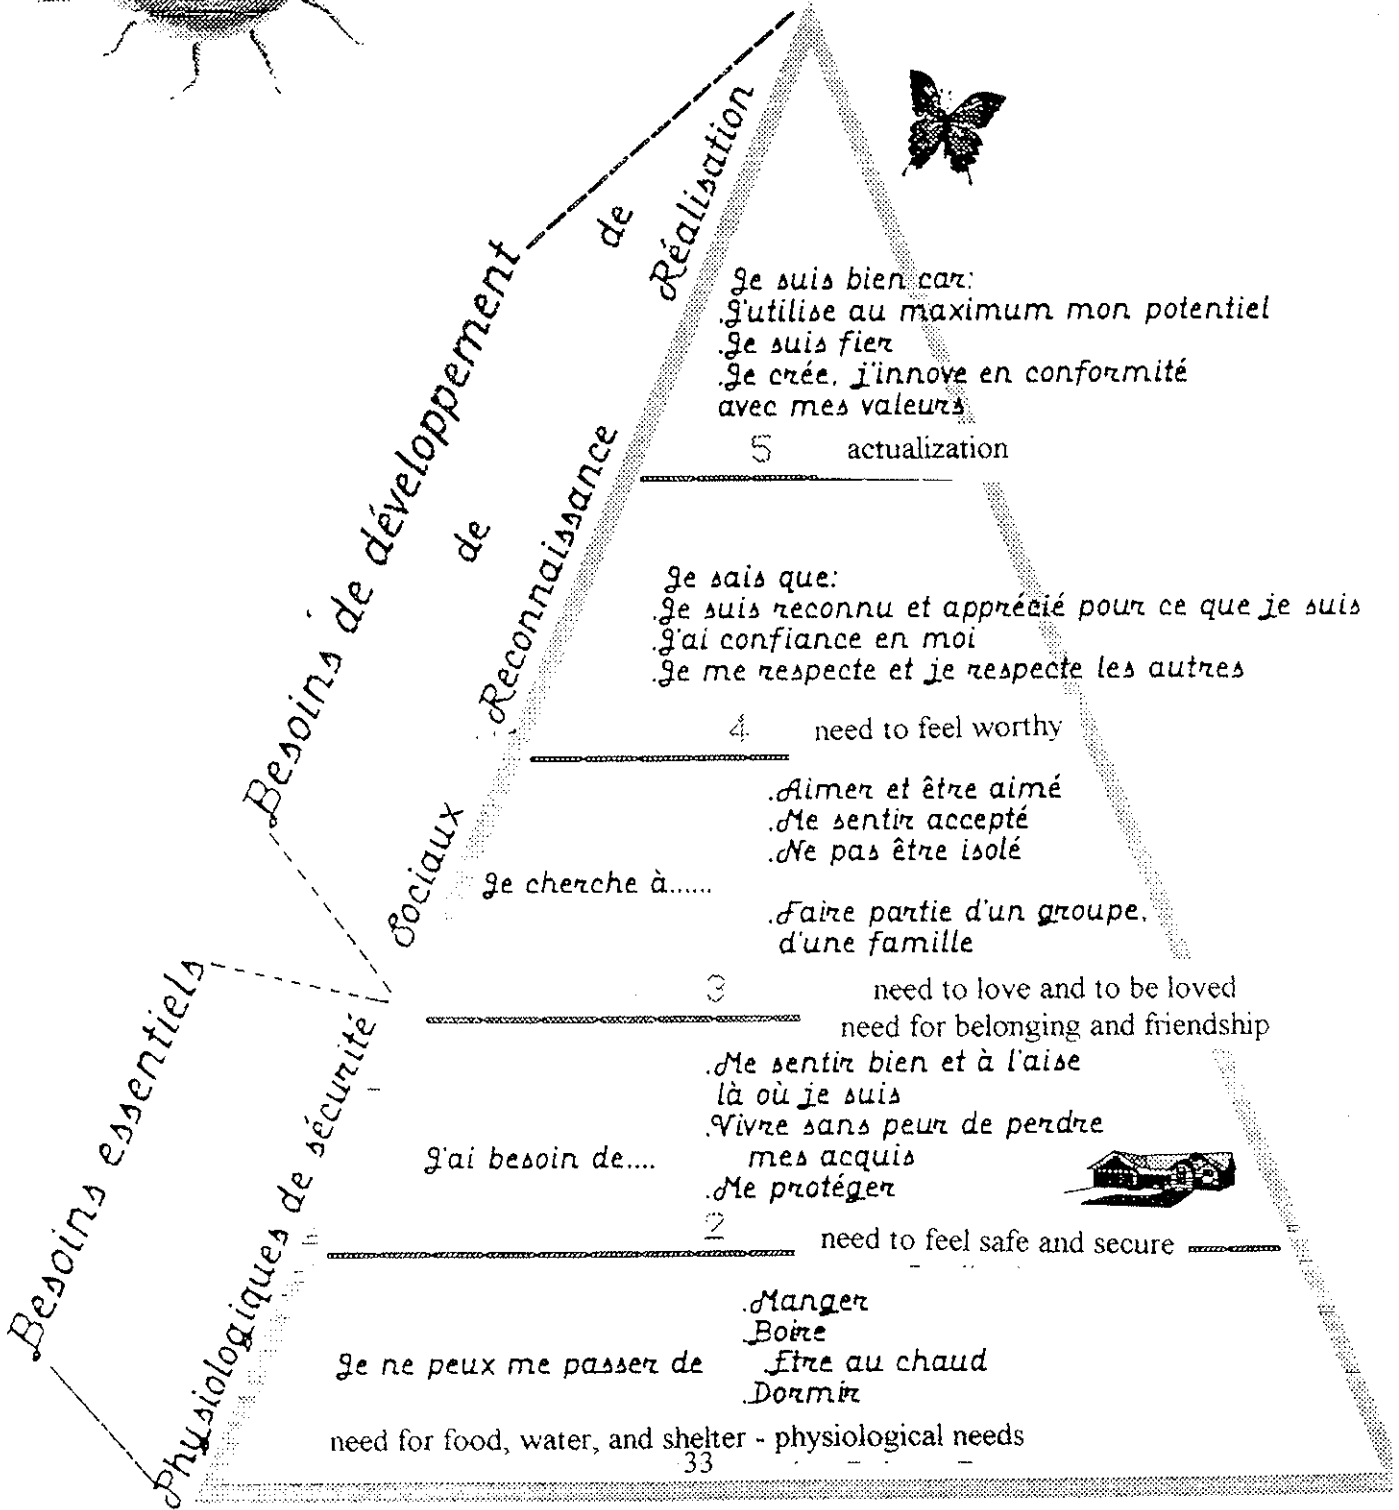 Besoins de développement
de
Réalisation
Je suis bien car:
.J'utilise au maximum mon potentiel
.Je suis fier
.Je crée, j'innove en conformité
avec mes valeurs
5 actualization
de
Reconnaissance
Je sais que:
.Je suis reconnu et apprécié pour ce que je suis
.J'ai confiance en moi
.Je me respecte et je respecte les autres
4 need to feel worthy
Sociaux
Je cherche à......
.Aimer et être aimé
.Me sentir accepté
.Ne pas être isolé
.Faire partie d'un groupe,
d'une famille
3 need to love and to be loved
need for belonging and friendship
Besoins essentiels
Physiologiques de sécurité
J'ai besoin de....
.Me sentir bien et à l'aise
là où je suis
.Vivre sans peur de perdre
mes acquis
.Me protéger
2 need to feel safe and secure
Je ne peux me passer de
.Manger
.Boire
.Etre au chaud
.Dormir
need for food, water, and shelter - physiological needs
33